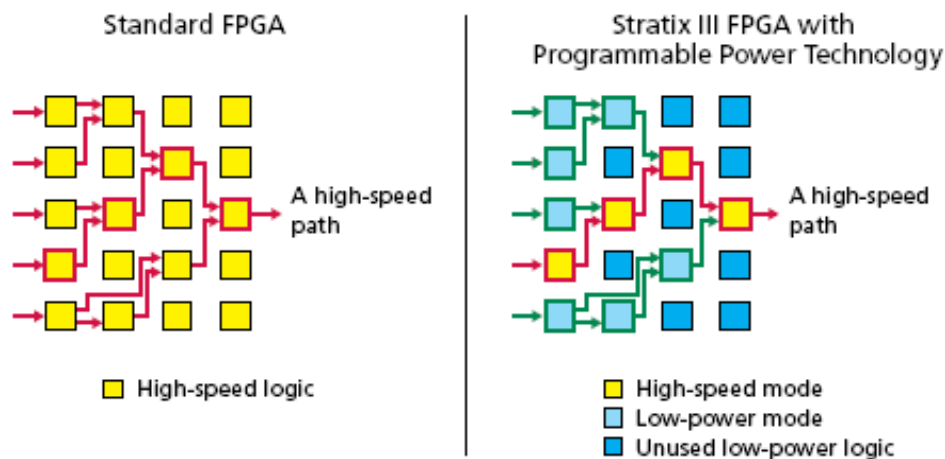 Standard FPGA
A high-speed
path
High-speed logic
Stratix III FPGA with
Programmable Power Technology
A high-speed
path
High-speed mode
Low-power mode
Unused low-power logic